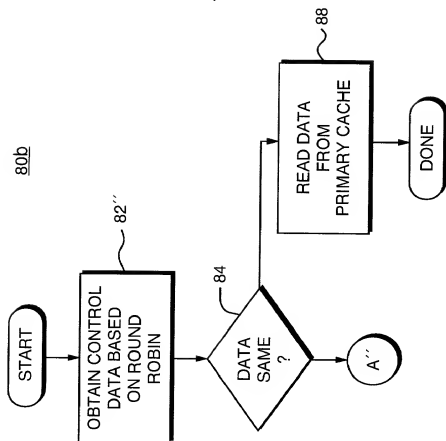 80b
START
82''
OBTAIN CONTROL
DATA BASED
ON ROUND
ROBIN
84
DATA
SAME
?
A''
88
READ DATA
FROM
PRIMARY CACHE
DONE